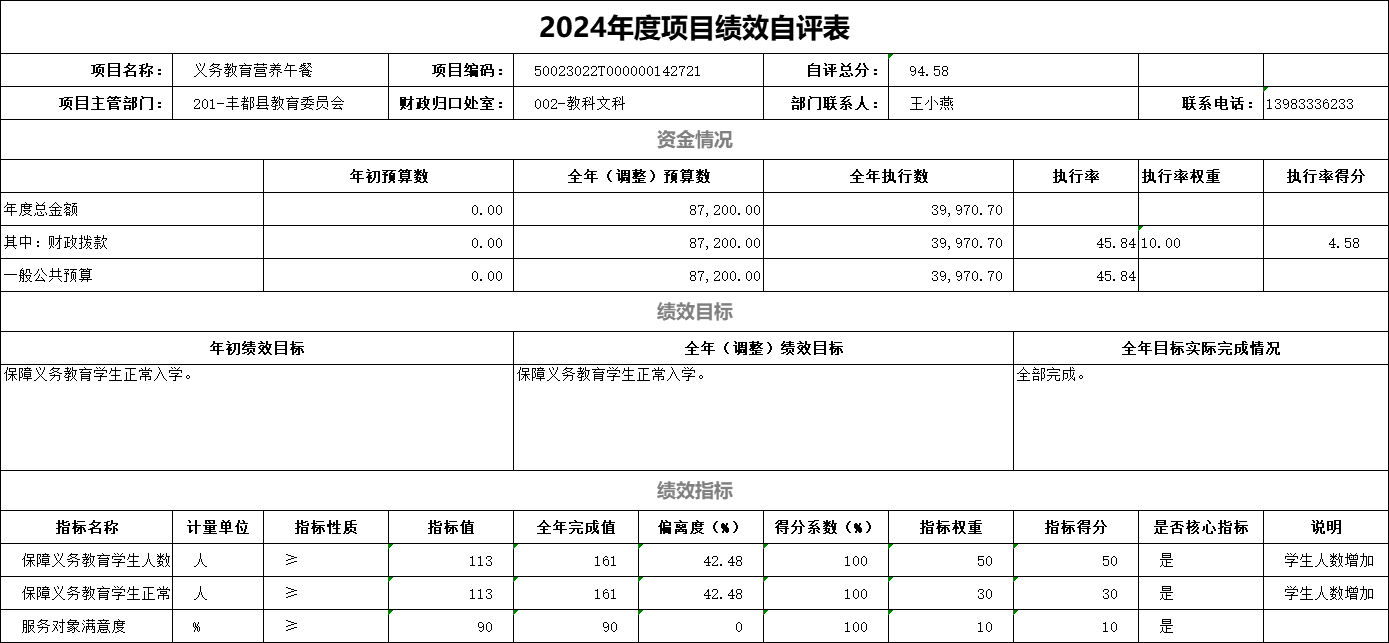 2024年度项目绩效自评表
项目名称： 义务教育营养午餐 项目编码： 50023022T000000142721 自评总分： 94.58
项目主管部门： 201-丰都县教育委员会 财政归口处室： 002-教科文科 部门联系人： 王小燕 联系电话： 13983336233
资金情况
年初预算数 全年（调整）预算数 全年执行数 执行率 执行率权重 执行率得分
年度总金额 0.00 87,200.00 39,970.70
其中：财政拨款 0.00 87,200.00 39,970.70 45.84 10.00 4.58
一般公共预算 0.00 87,200.00 39,970.70 45.84
绩效目标
年初绩效目标 全年（调整）绩效目标 全年目标实际完成情况
保障义务教育学生正常入学。 保障义务教育学生正常入学。 全部完成。
绩效指标
指标名称 计量单位 指标性质 指标值 全年完成值 偏离度（%） 得分系数（%） 指标权重 指标得分 是否核心指标 说明
保障义务教育学生人数 人 ≥ 113 161 42.48 100 50 50 是 学生人数增加
保障义务教育学生正常 人 ≥ 113 161 42.48 100 30 30 是 学生人数增加
服务对象满意度 % ≥ 90 90 0 100 10 10 是